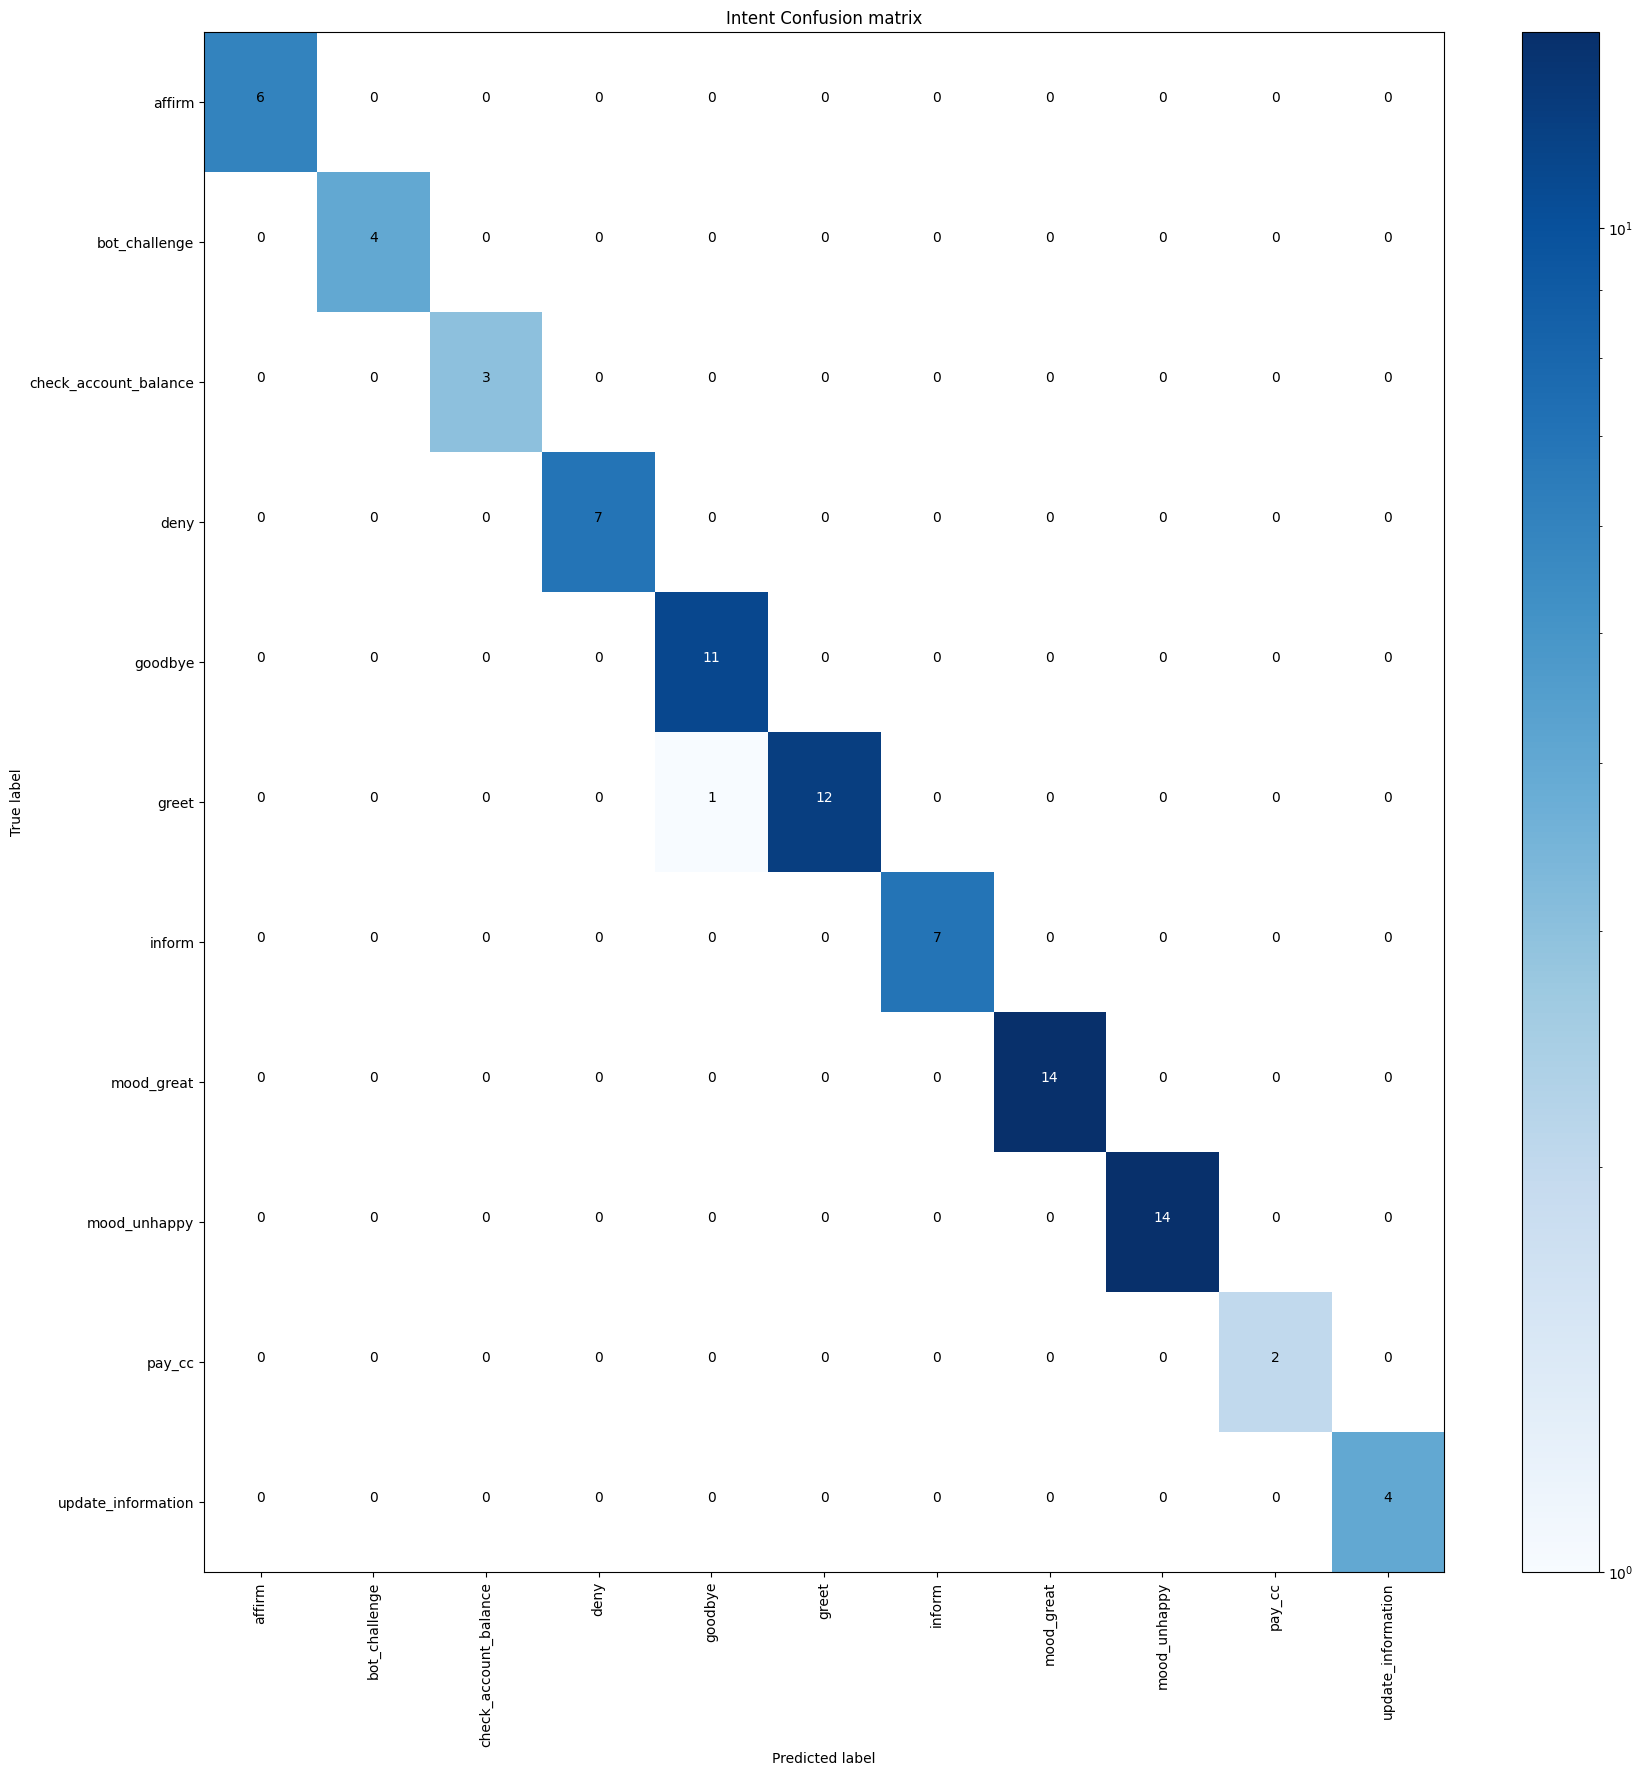 Intent Confusion matrix
affirm 6 0 0 0 0 0 0 0 0 0 0
bot_challenge 0 4 0 0 0 0 0 0 0 0 0
check_account_balance 0 0 3 0 0 0 0 0 0 0 0
deny 0 0 0 7 0 0 0 0 0 0 0
goodbye 0 0 0 0 11 0 0 0 0 0 0
greet 0 0 0 0 1 12 0 0 0 0 0
inform 0 0 0 0 0 0 7 0 0 0 0
mood_great 0 0 0 0 0 0 0 14 0 0 0
mood_unhappy 0 0 0 0 0 0 0 0 14 0 0
pay_cc 0 0 0 0 0 0 0 0 0 2 0
update_information 0 0 0 0 0 0 0 0 0 0 4
True label
affirm
bot_challenge
check_account_balance
deny
goodbye
greet
inform
mood_great
mood_unhappy
pay_cc
update_information
Predicted label
10¹
10⁰